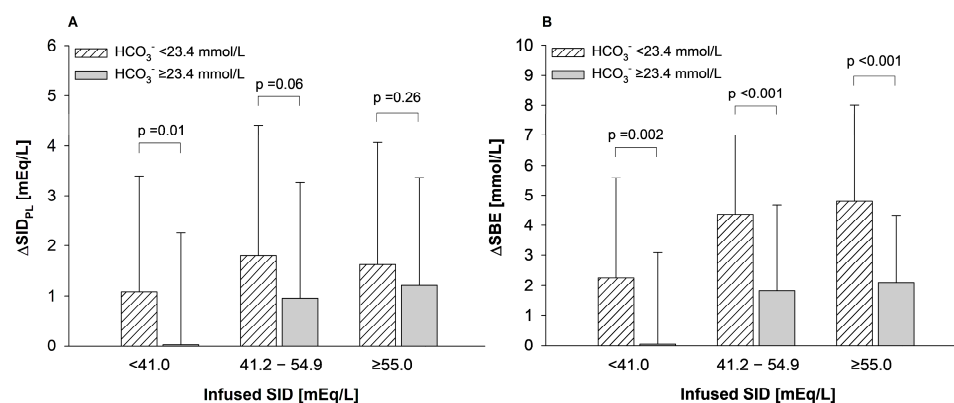 A
HCO₃⁻ <23.4 mmol/L
HCO₃⁻ ≥23.4 mmol/L
ΔSIDPL [mEq/L]
6
5
4
3
2
1
0
p =0.01
p =0.06
p =0.26
<41.0
41.2 – 54.9
≥55.0
Infused SID [mEq/L]
B
HCO₃⁻ <23.4 mmol/L
HCO₃⁻ ≥23.4 mmol/L
ΔSBE [mmol/L]
10
9
8
7
6
5
4
3
2
1
0
p =0.002
p <0.001
p <0.001
<41.0
41.2 – 54.9
≥55.0
Infused SID [mEq/L]